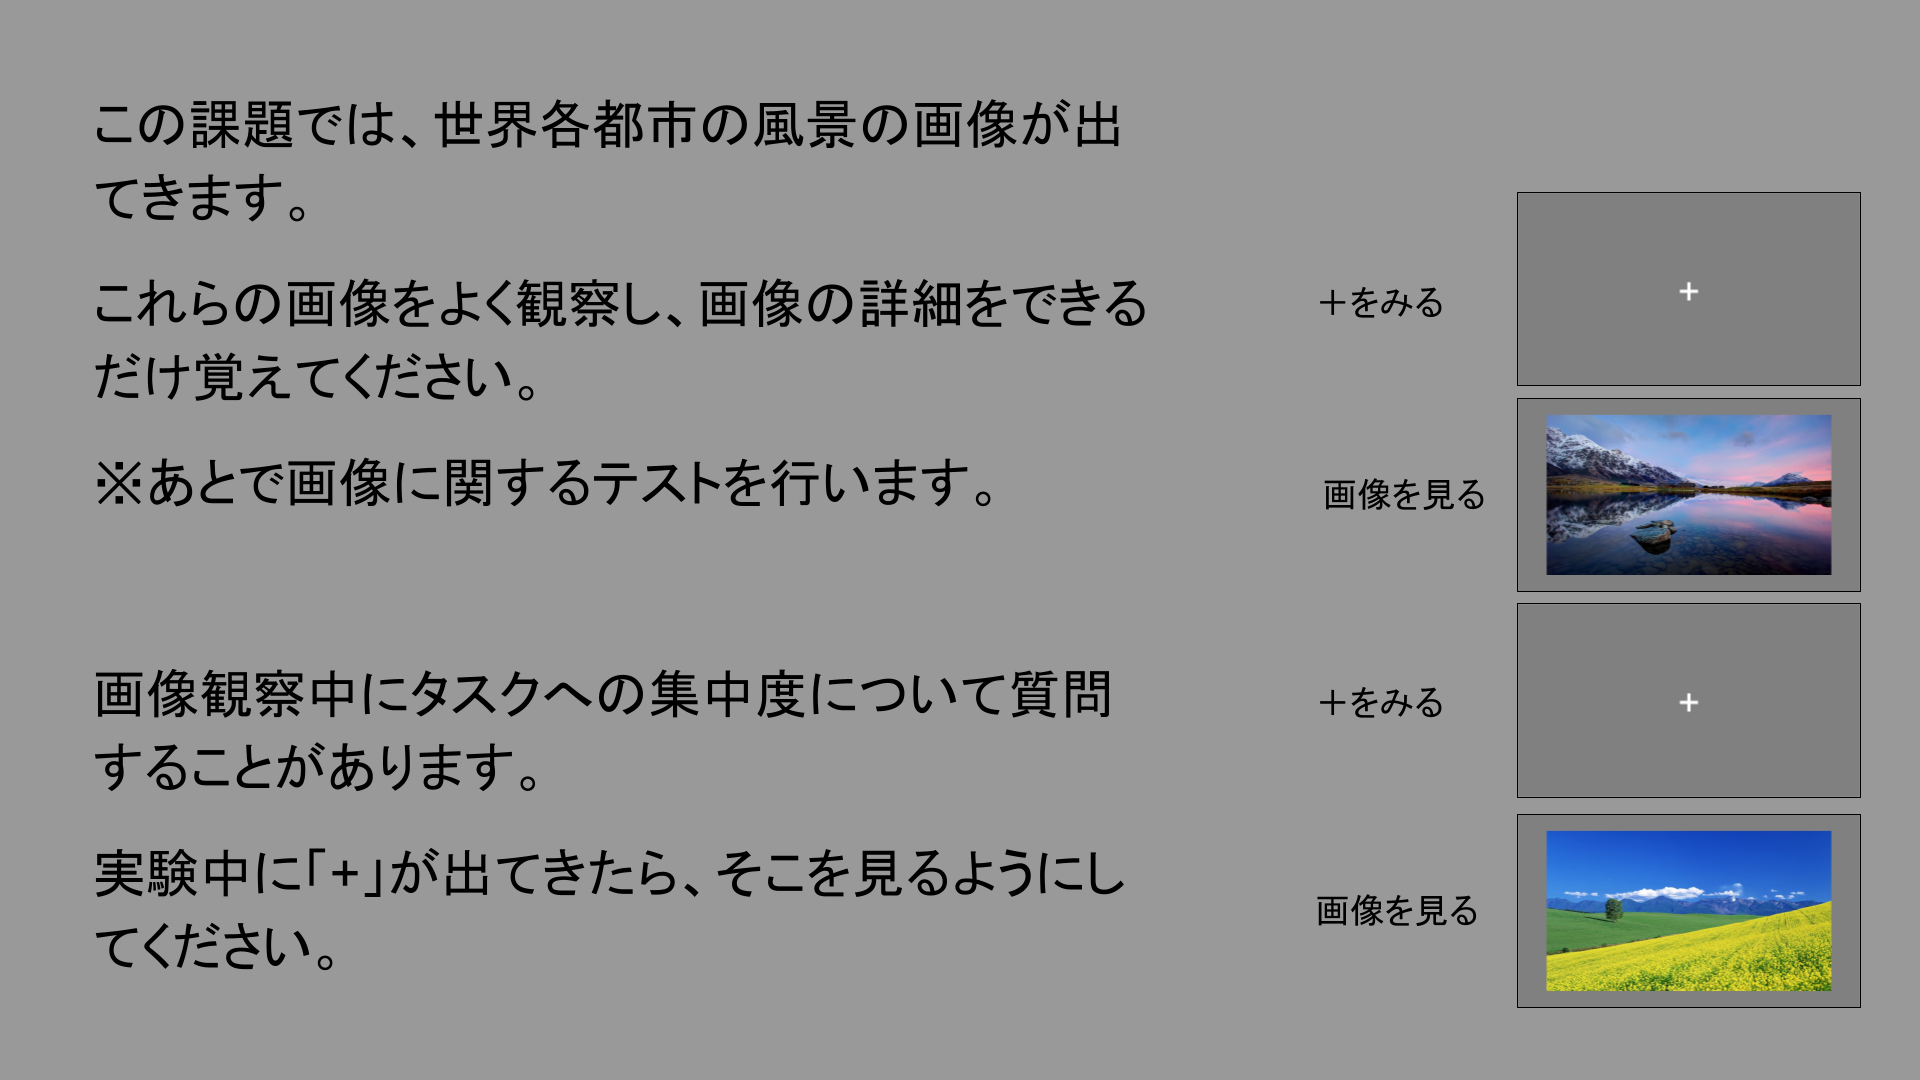 この課題では、世界各都市の風景の画像が出
てきます。
これらの画像をよく観察し、画像の詳細をできる
だけ覚えてください。
※あとで画像に関するテストを行います。
画像観察中にタスクへの集中度について質問
することがあります。
実験中に「+」が出てきたら、そこを見るようにし
てください。
＋をみる
+
画像を見る
＋をみる
+
画像を見る